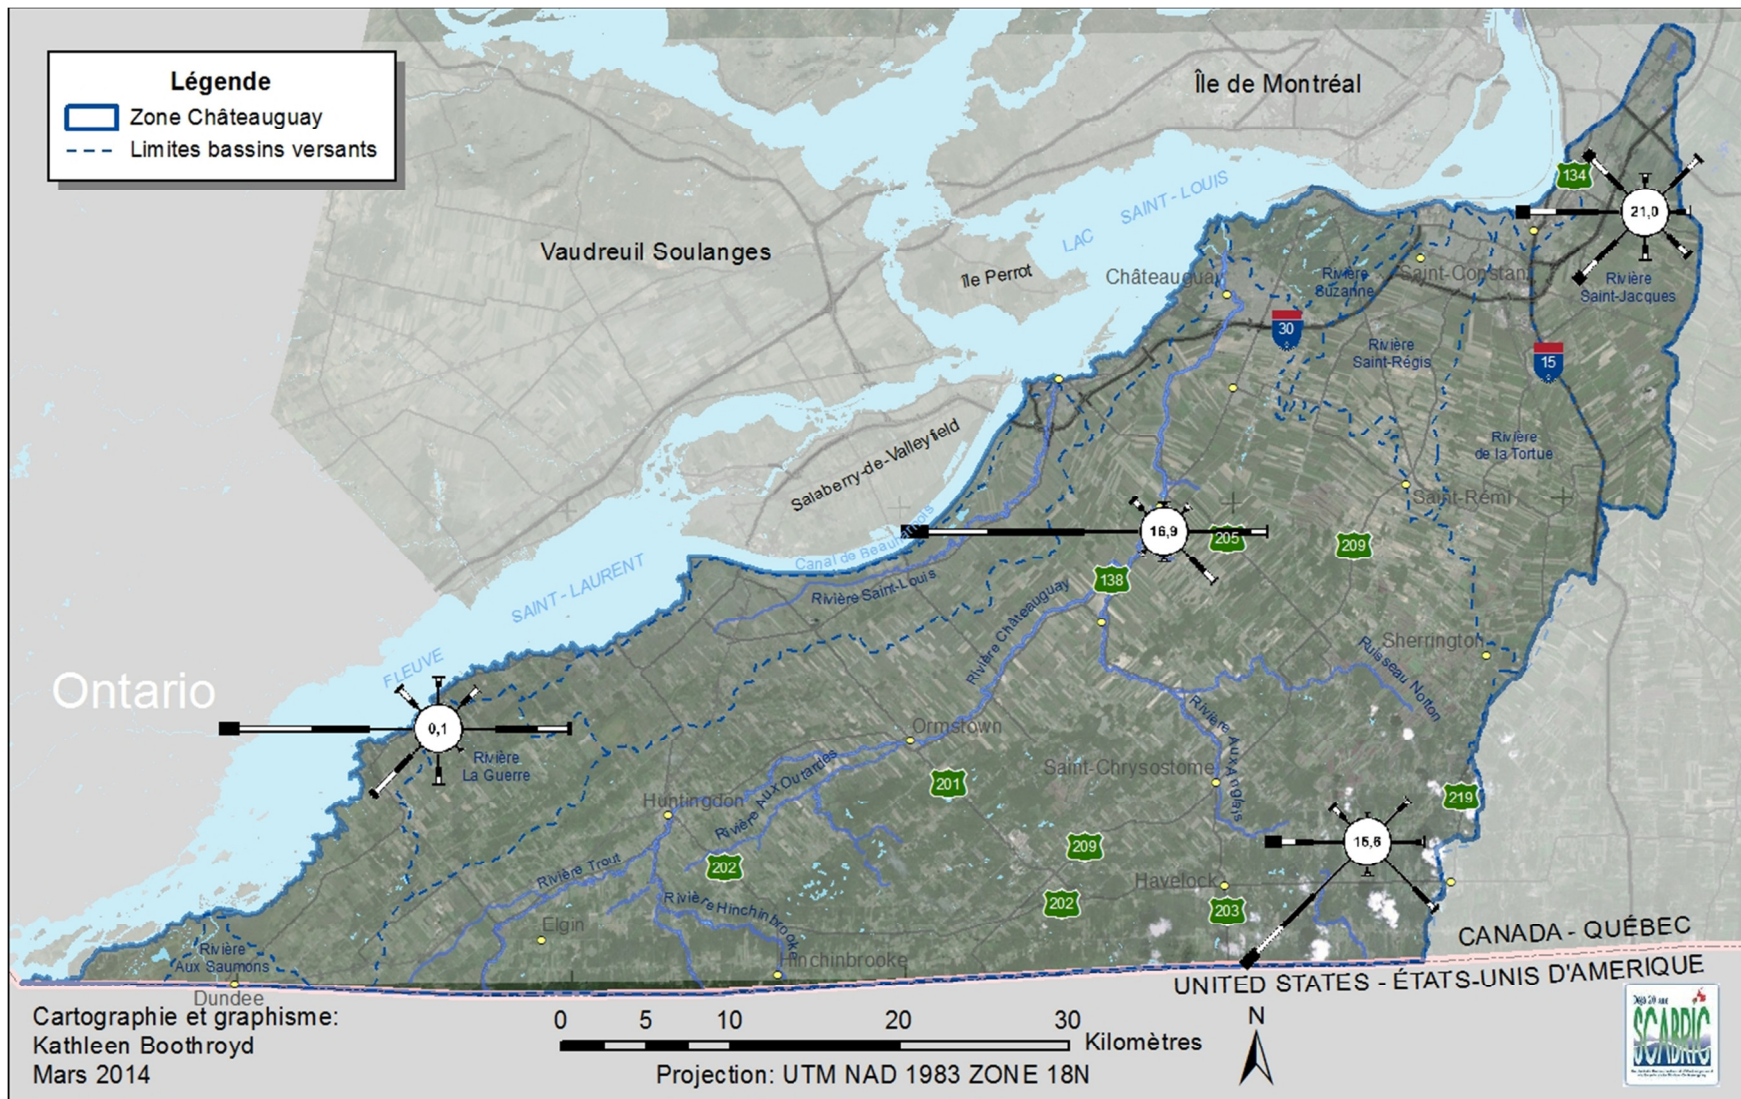 Légende
Zone Châteauguay
Limites bassins versants
Île de Montréal
Vaudreuil Soulanges
Île Perrot
LAC SAINT-LOUIS
Châteauguay
Rivière
Suzanne
Saint-Constant
134
21,0
Rivière
Saint-Jacques
30
Rivière
Saint-Régis
15
Salaberry-de-Valleyfield
Rivière
de la Tortue
Saint-Rémi
Canal de Beauharnois
16,9
205
209
138
FLEUVE SAINT-LAURENT
Rivière Saint-Louis
Rivière Châteauguay
Sherrington
Ruisseau Norton
Ontario
0,1
Rivière
La Guerre
Ormstown
Rivière Aux Anglais
Saint-Chrysostome
201
219
Huntingdon
Rivière Aux Outardes
15,6
209
202
Rivière Trout
Havelock
202
203
Rivière Hinchinbrooke
Elgin
Rivière
Aux Saumons
Hinchinbrooke
Dundee
CANADA - QUÉBEC
UNITED STATES - ÉTATS-UNIS D'AMERIQUE
Cartographie et graphisme:
Kathleen Boothroyd
Mars 2014
0 5 10 20 30
Kilomètres
Projection: UTM NAD 1983 ZONE 18N
N
Déjà 20 ans
SCABRIC